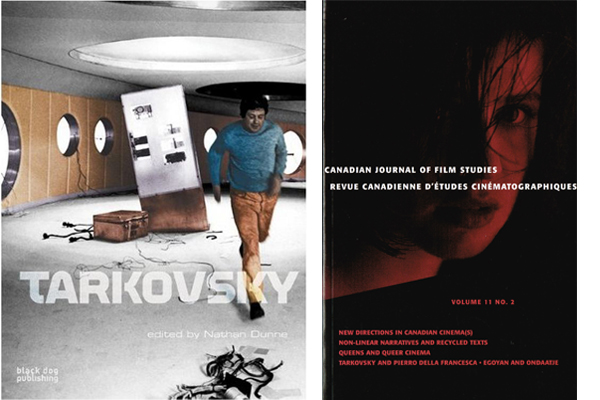 TARKOVSKY
edited by Nathan Dunne
black dog
publishing
CANADIAN JOURNAL OF FILM STUDIES
REVUE CANADIENNE D'ÉTUDES CINÉMATOGRAPHIQUES
VOLUME 11 NO. 2
NEW DIRECTIONS IN CANADIAN CINEMA(S)
NON-LINEAR NARRATIVES AND RECYCLED TEXTS
QUEENS AND QUEER CINEMA
TARKOVSKY AND PIERRO DELLA FRANCESCA • EGOYAN AND ONDAATJE